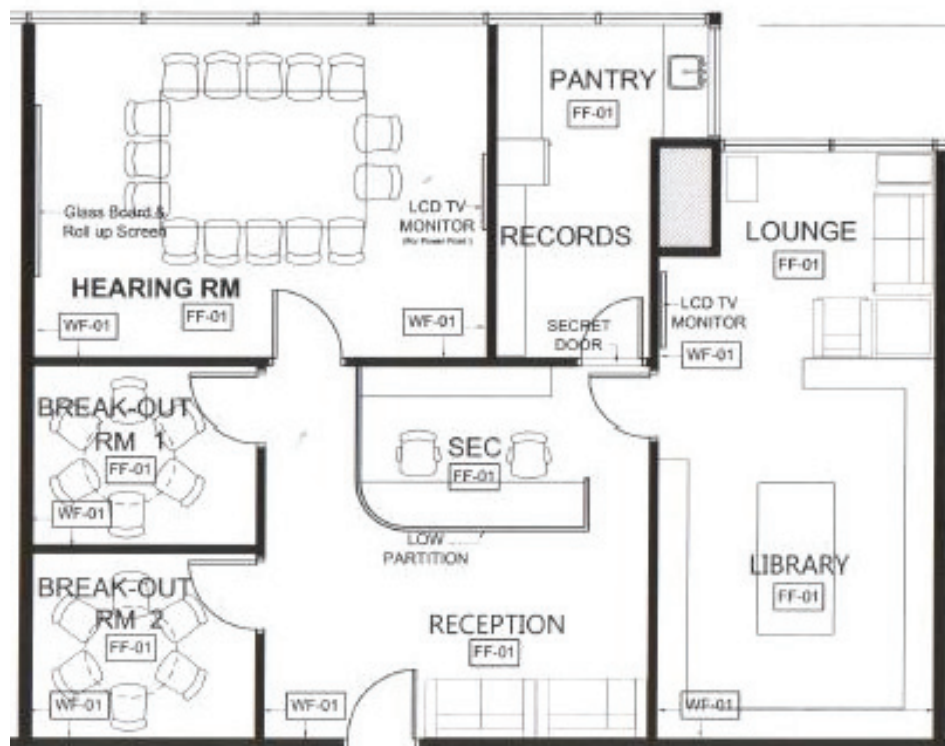 PANTRY
FF-01
Glass Board &
Roll up Screen
LCD TV
MONITOR
(For Power Point)
RECORDS
HEARING RM
FF-01
WF-01
WF-01
SECRET
DOOR
LOUNGE
FF-01
LCD TV
MONITOR
WF-01
BREAK-OUT
RM 1
FF-01
WF-01
SEC
FF-01
LOW
PARTITION
BREAK-OUT
RM 2
FF-01
WF-01
RECEPTION
FF-01
WF-01
LIBRARY
FF-01
WF-01